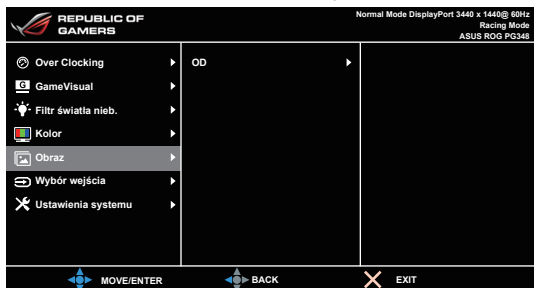 REPUBLIC OF
GAMERS
Normal Mode DisplayPort 3440 x 1440@ 60Hz
Racing Mode
ASUS ROG PG348
Over Clocking
OD
G GameVisual
Filtr światła nieb.
Kolor
Obraz
Wybór wejścia
Ustawienia systemu
MOVE/ENTER
BACK
EXIT